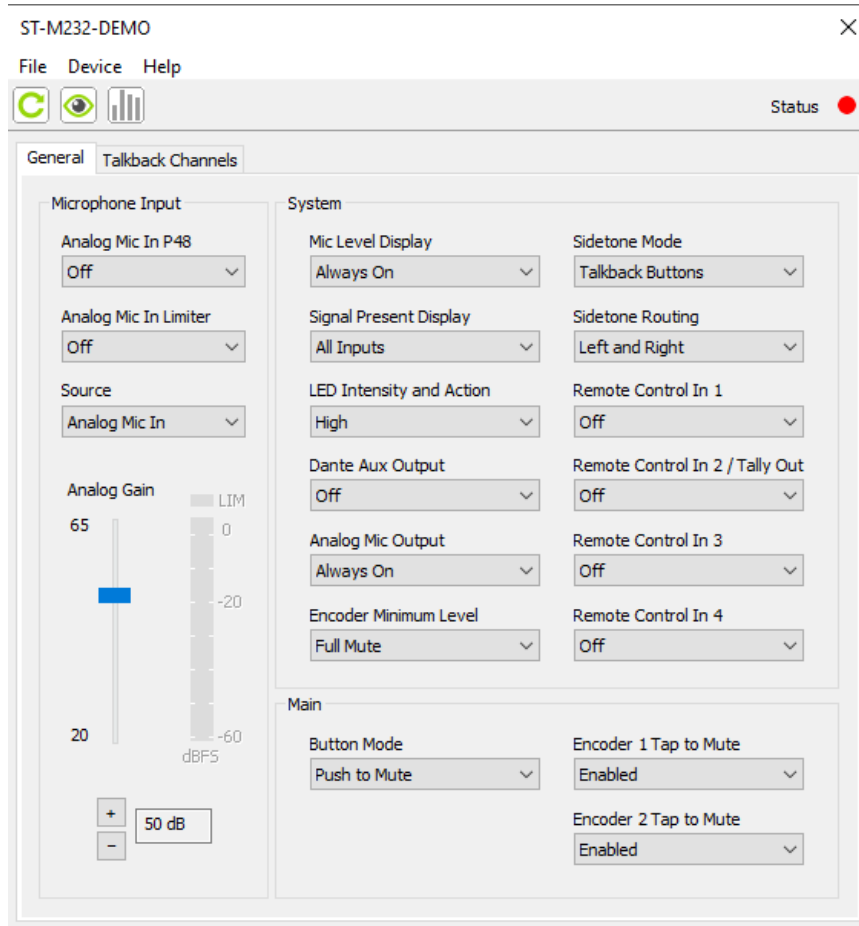 ST-M232-DEMO
File Device Help
Status
General Talkback Channels
Microphone Input
Analog Mic In P48
Off
Analog Mic In Limiter
Off
Source
Analog Mic In
Analog Gain
LIM
65
0
-20
20
-60
dBFS
+
50 dB
−
System
Mic Level Display
Always On
Signal Present Display
All Inputs
LED Intensity and Action
High
Dante Aux Output
Off
Analog Mic Output
Always On
Encoder Minimum Level
Full Mute
Sidetone Mode
Talkback Buttons
Sidetone Routing
Left and Right
Remote Control In 1
Off
Remote Control In 2 / Tally Out
Off
Remote Control In 3
Off
Remote Control In 4
Off
Main
Button Mode
Push to Mute
Encoder 1 Tap to Mute
Enabled
Encoder 2 Tap to Mute
Enabled